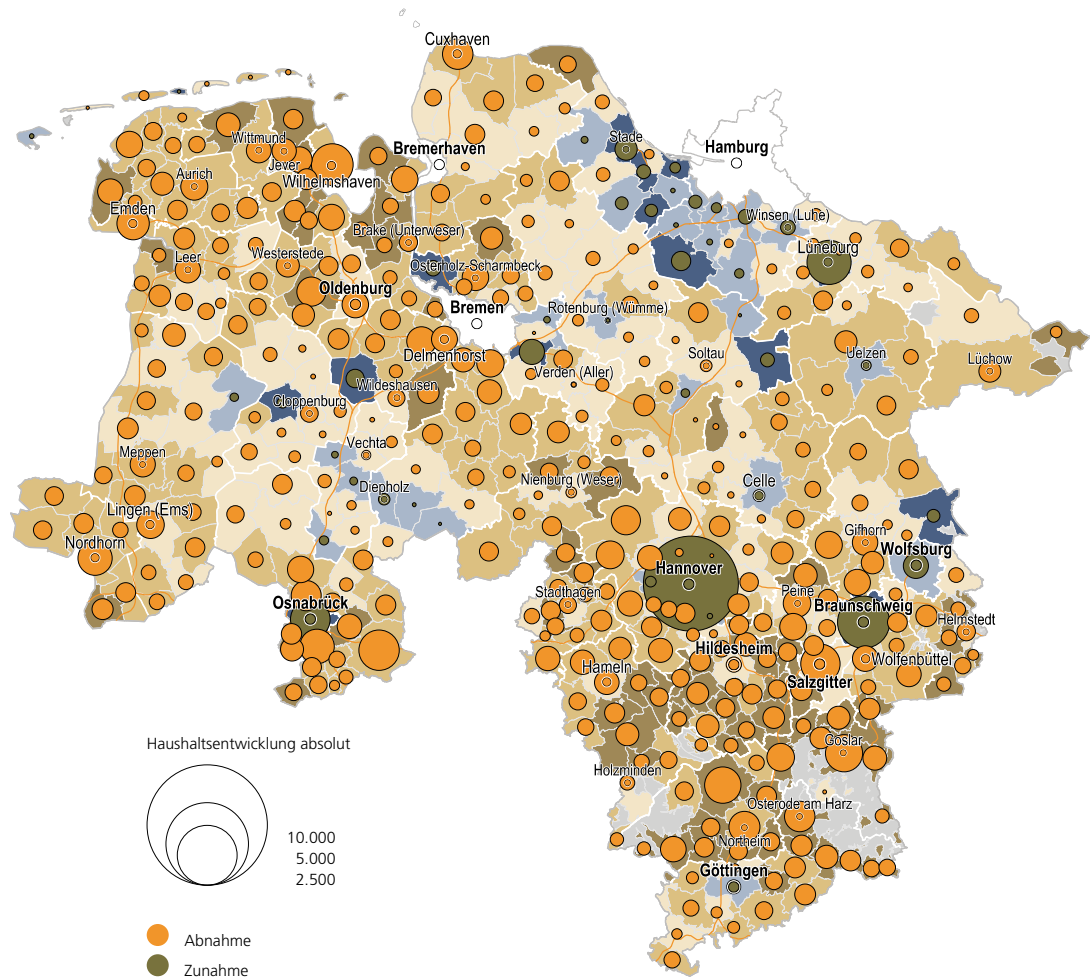 Cuxhaven
Stade
Hamburg
Wittmund
Bremerhaven
Jever
Aurich
Wilhelmshaven
Emden
Winsen (Luhe)
Brake (Unterweser)
Lüneburg
Leer
Westerstede
Osterholz-Scharmbeck
Oldenburg
Bremen
Rotenburg (Wümme)
Delmenhorst
Verden (Aller)
Soltau
Uelzen
Lüchow
Wildeshausen
Cloppenburg
Vechta
Meppen
Nienburg (Weser)
Celle
Diepholz
Lingen (Ems)
Gifhorn
Nordhorn
Wolfsburg
Hannover
Stadthagen
Peine
Osnabrück
Braunschweig
Helmstedt
Hildesheim
Wolfenbüttel
Hameln
Salzgitter
Goslar
Holzminden
Osterode am Harz
Northeim
Göttingen
Haushaltsentwicklung absolut
10.000
5.000
2.500
Abnahme
Zunahme